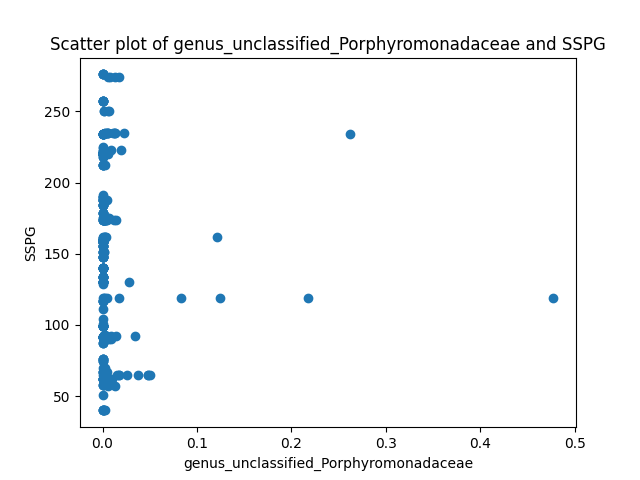 Scatter plot of genus_unclassified_Porphyromonadaceae and SSPG
250
200
150
100
50
SSPG
0.0 0.1 0.2 0.3 0.4 0.5
genus_unclassified_Porphyromonadaceae